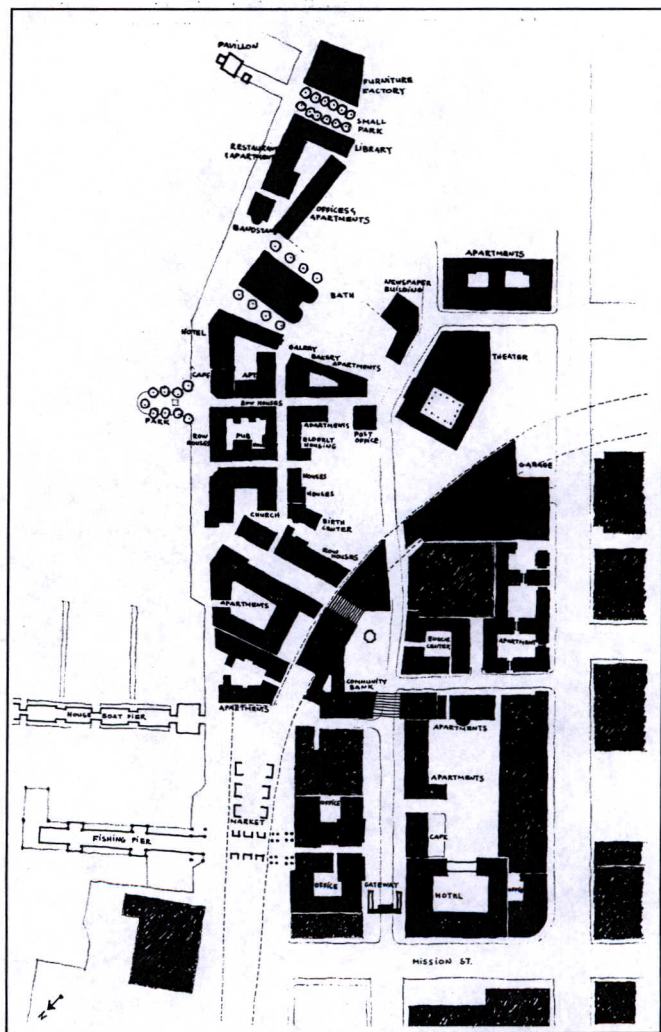 PAVILLON
FURNITURE
FACTORY
SMALL
PARK
LIBRARY
RESTAURANT
& APARTMENT
OFFICES &
APARTMENTS
BANDSTAND
BATH
NEWSPAPER
BUILDING
APARTMENTS
HOTEL
GALERY
BAKERY
APARTMENTS
THEATER
CAFE
APT.
ROW HOUSES
PARK
ROW
HOUSES
PUB
APARTMENTS
ELDERLY
HOUSING
POST
OFFICE
GARAGE
HOUSES
HOUSES
CHURCH
BIRTH
CENTER
ROW
HOUSES
APARTMENTS
CENTER
APARTMENT
COMMUNITY
BANK
APARTMENTS
APARTMENTS
HOUSE BOAT PIER
APARTMENTS
MARKET
OFFICE
CAFE
FISHING PIER
OFFICE
GATEWAY
HOTEL
MISSION ST.
N